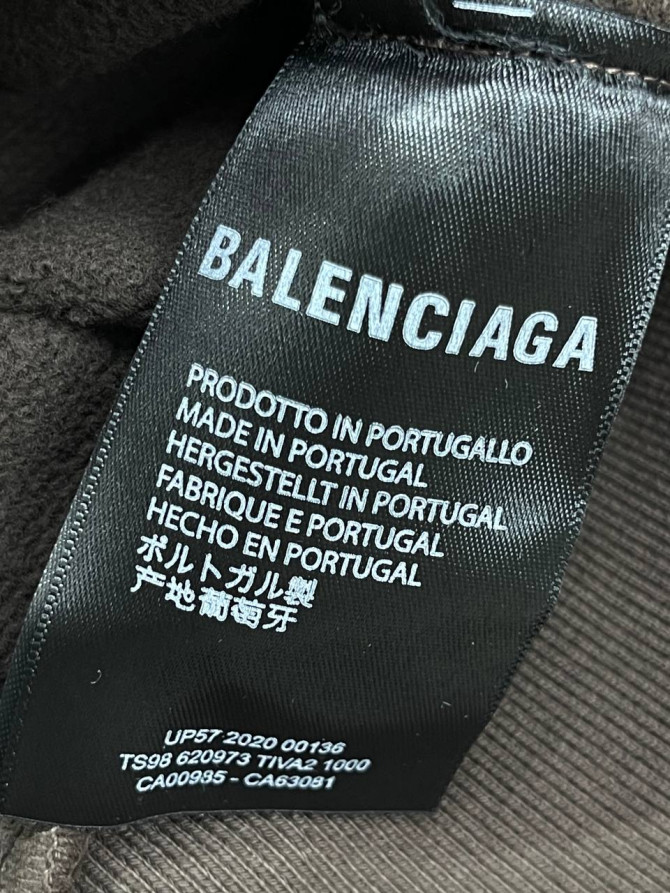 BALENCIAGA
PRODOTTO IN PORTUGALLO
MADE IN PORTUGAL
HERGESTELLT IN PORTUGAL
FABRIQUE E PORTUGAL
HECHO EN PORTUGAL
ポルトガル製
产地葡萄牙
UP57 2020 00136
TS98 620973 TIVA2 1000
CA00985 - CA63081